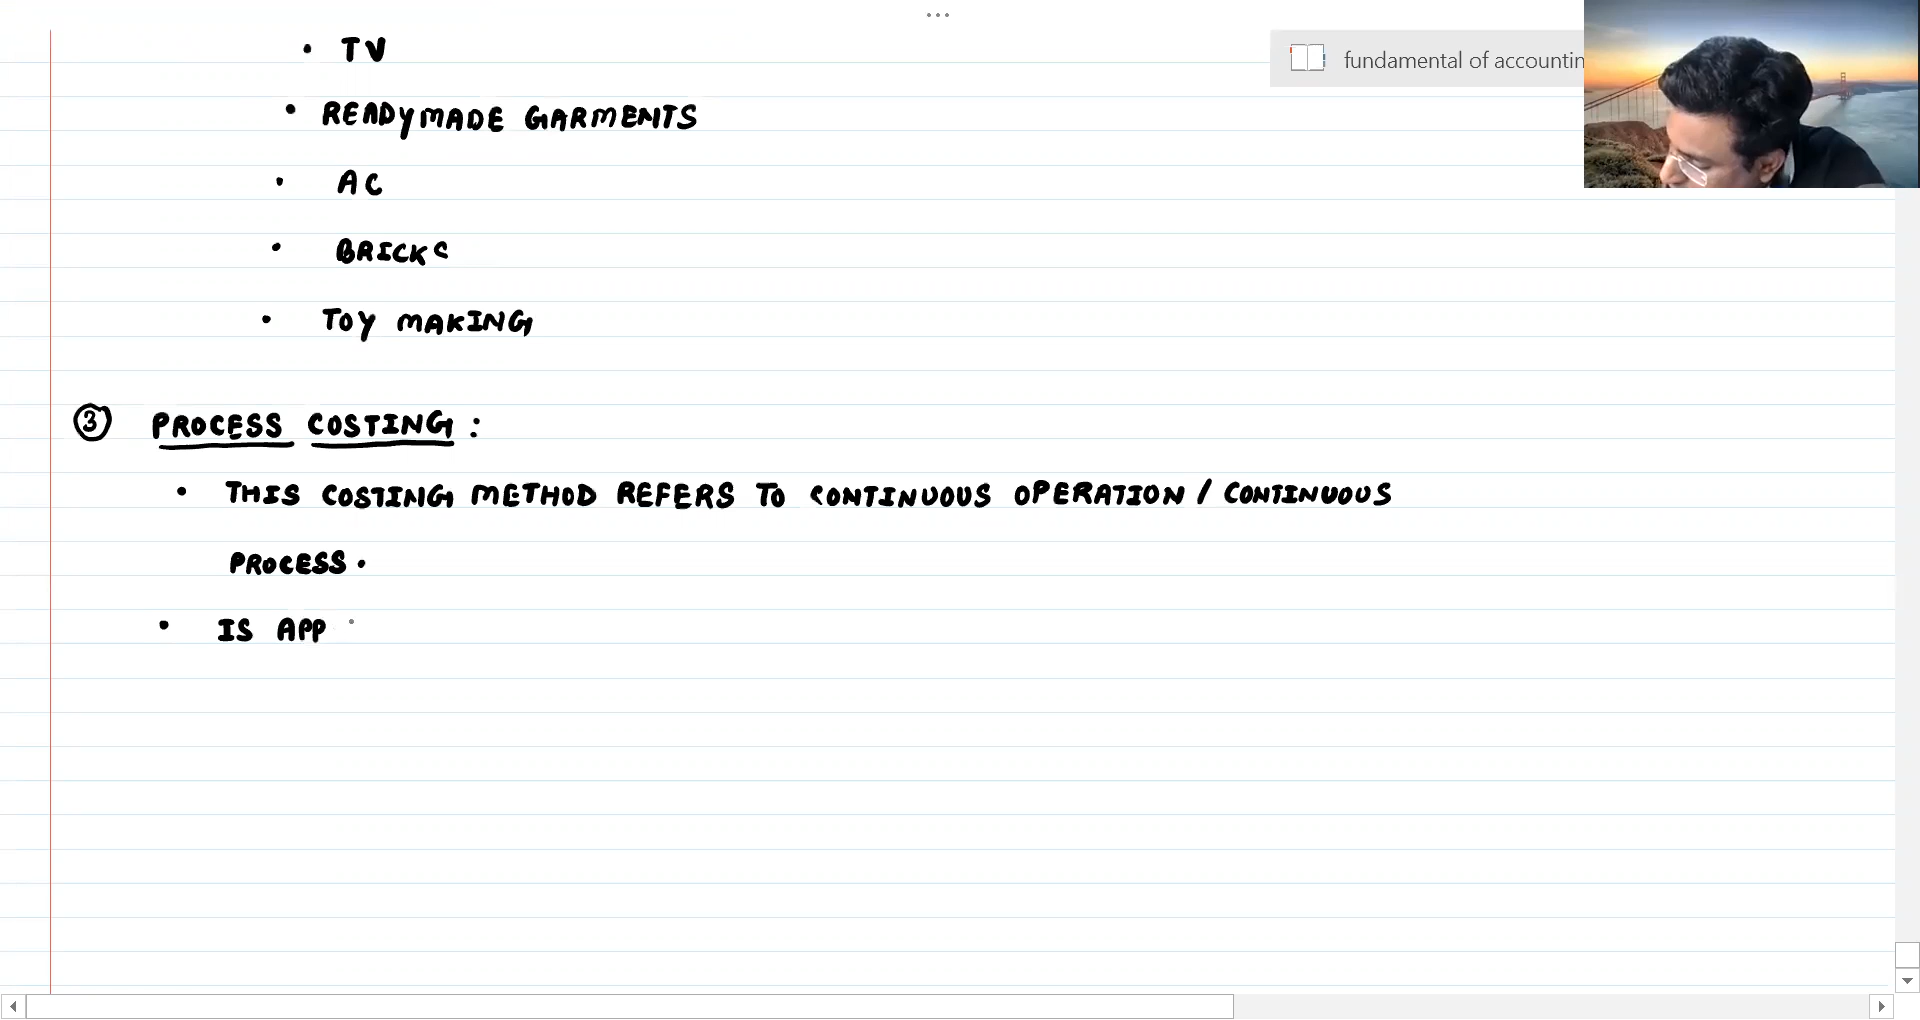 • TV
fundamental of accountin
• READYMADE GARMENTS
• AC
• BRICKS
• TOY MAKING
③ PROCESS COSTING :
• THIS COSTING METHOD REFERS TO CONTINUOUS OPERATION / CONTINUOUS
PROCESS.
• IS APP